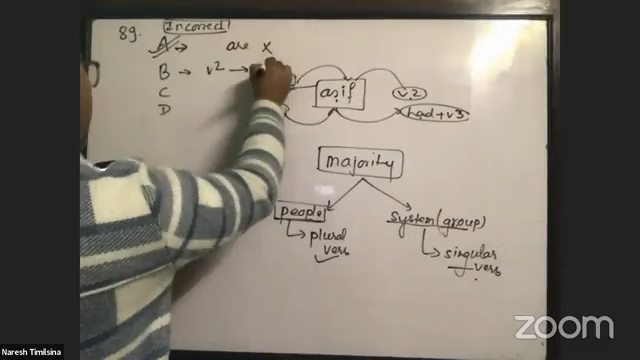 89. Incorrect
A → are x
B → v2 →
C
D
as if
v2
had+v3
majority
people
system (group)
plural verb
singular verb
Naresh Timilsina
zoom